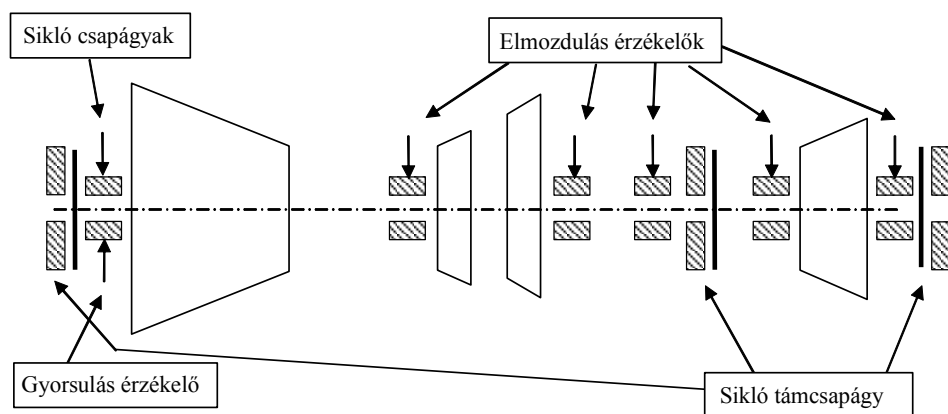 Sikló csapágyak
Elmozdulás érzékelők
Gyorsulás érzékelő
Sikló támcsapágy